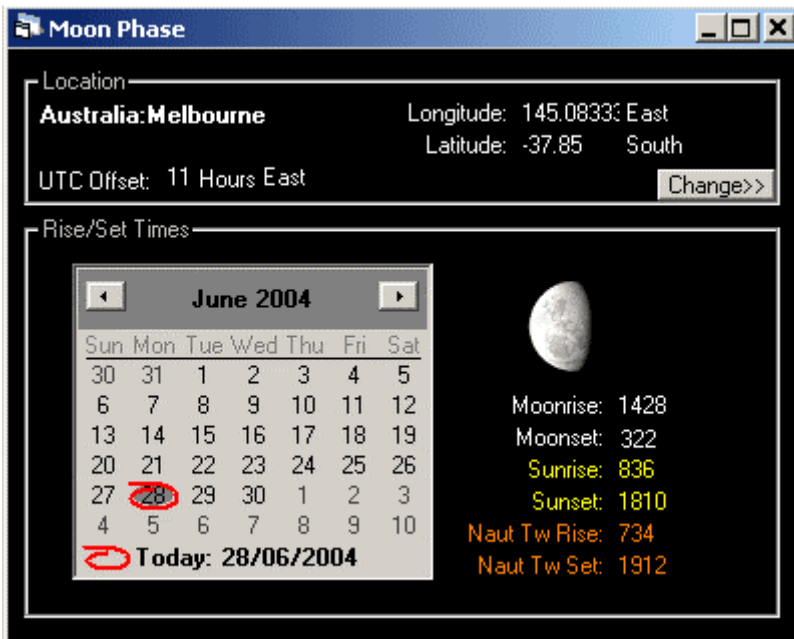 Moon Phase
Location
Australia:Melbourne
Longitude: 145.08333 East
Latitude: -37.85 South
UTC Offset: 11 Hours East
Change>>
Rise/Set Times
June 2004
Sun Mon Tue Wed Thu Fri Sat
30 31 1 2 3 4 5
6 7 8 9 10 11 12
13 14 15 16 17 18 19
20 21 22 23 24 25 26
27 28 29 30 1 2 3
4 5 6 7 8 9 10
Today: 28/06/2004
Moonrise: 1428
Moonset: 322
Sunrise: 836
Sunset: 1810
Naut Tw Rise: 734
Naut Tw Set: 1912